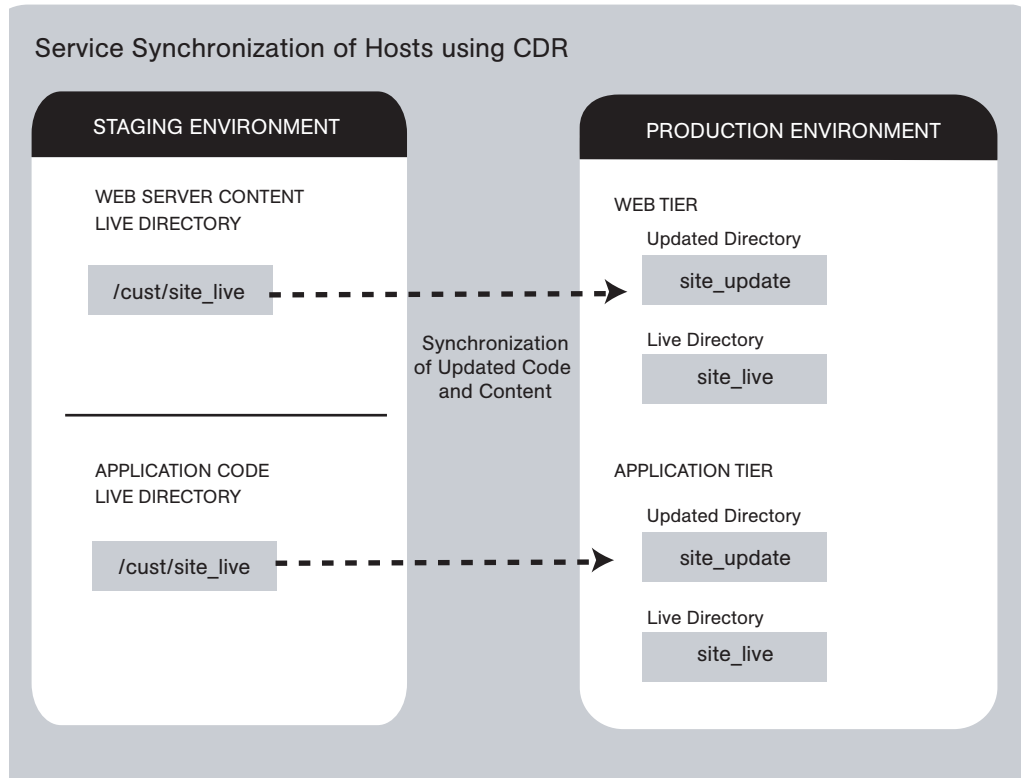 Service Synchronization of Hosts using CDR
STAGING ENVIRONMENT
WEB SERVER CONTENT
LIVE DIRECTORY
/cust/site_live
APPLICATION CODE
LIVE DIRECTORY
/cust/site_live
Synchronization
of Updated Code
and Content
PRODUCTION ENVIRONMENT
WEB TIER
Updated Directory
site_update
Live Directory
site_live
APPLICATION TIER
Updated Directory
site_update
Live Directory
site_live